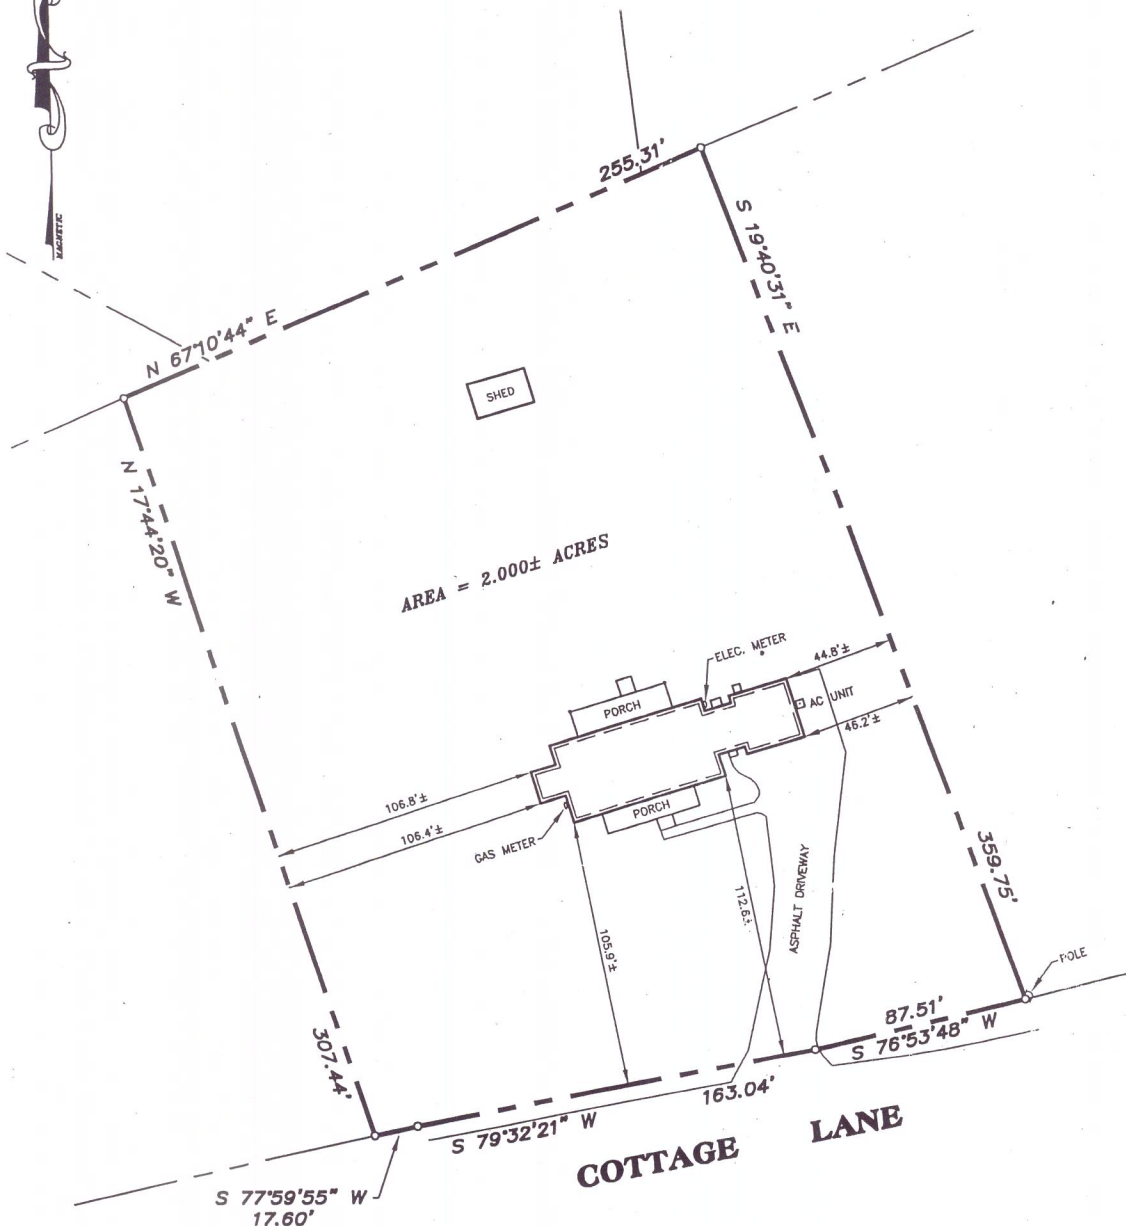 MAGNETIC
255.31'
S 19°40'31" E
N 67°10'44" E
SHED
N 17°44'20" W
AREA = 2.000± ACRES
ELEC. METER
44.8'±
PORCH
AC UNIT
46.2'±
106.8'±
106.4'±
PORCH
GAS METER
359.75'
ASPHALT DRIVEWAY
112.6±
105.9'±
POLE
307.44'
87.51'
S 76°53'48" W
163.04'
S 79°32'21" W
COTTAGE LANE
S 77°59'55" W
17.60'